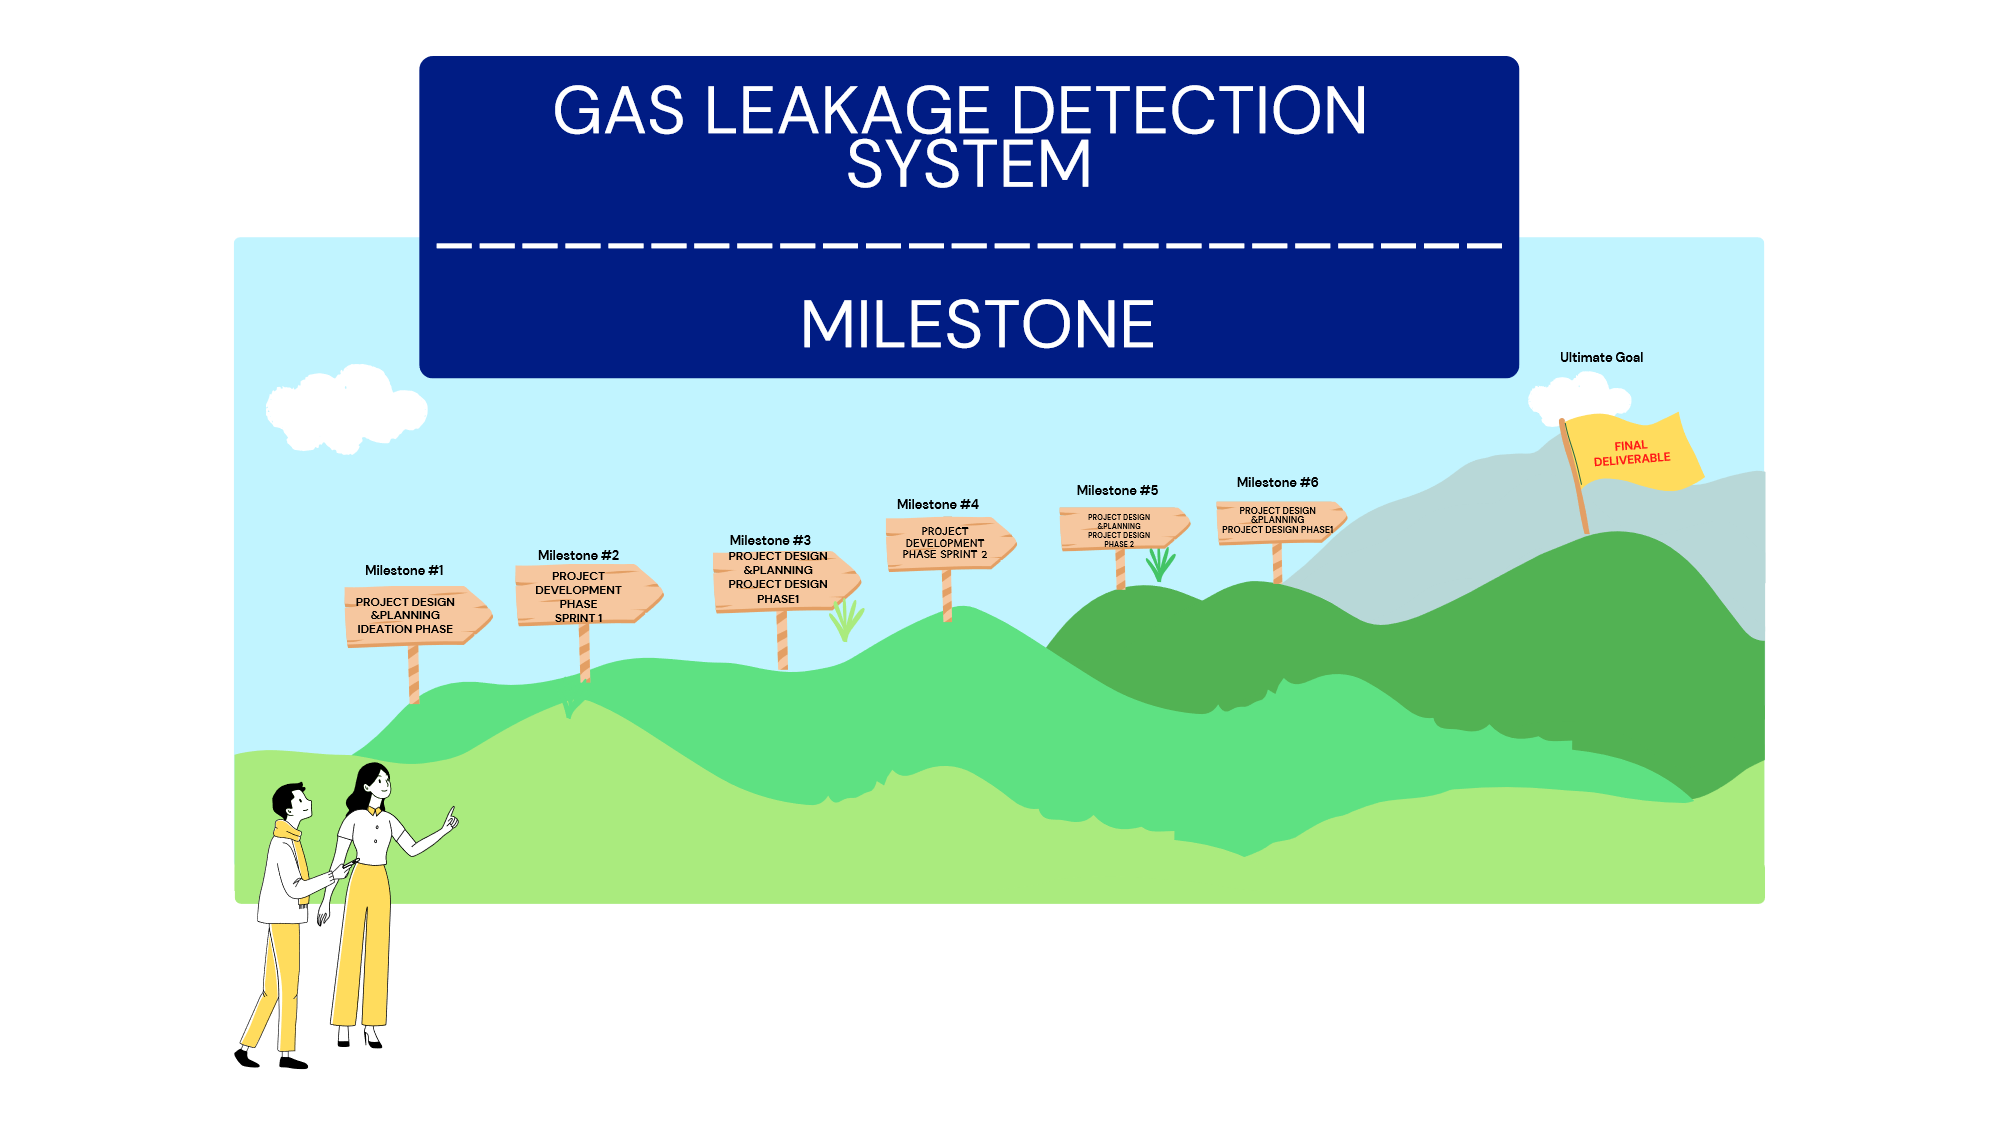 GAS LEAKAGE DETECTION
SYSTEM
MILESTONE
Ultimate Goal
FINAL
DELIVERABLE
Milestone #1
PROJECT DESIGN
&PLANNING
IDEATION PHASE
Milestone #2
PROJECT
DEVELOPMENT
PHASE
SPRINT 1
Milestone #3
PROJECT DESIGN
&PLANNING
PROJECT DESIGN
PHASE1
Milestone #4
PROJECT
DEVELOPMENT
PHASE SPRINT 2
Milestone #5
PROJECT DESIGN
&PLANNING
PROJECT DESIGN
PHASE 2
Milestone #6
PROJECT DESIGN
&PLANNING
PROJECT DESIGN PHASE1